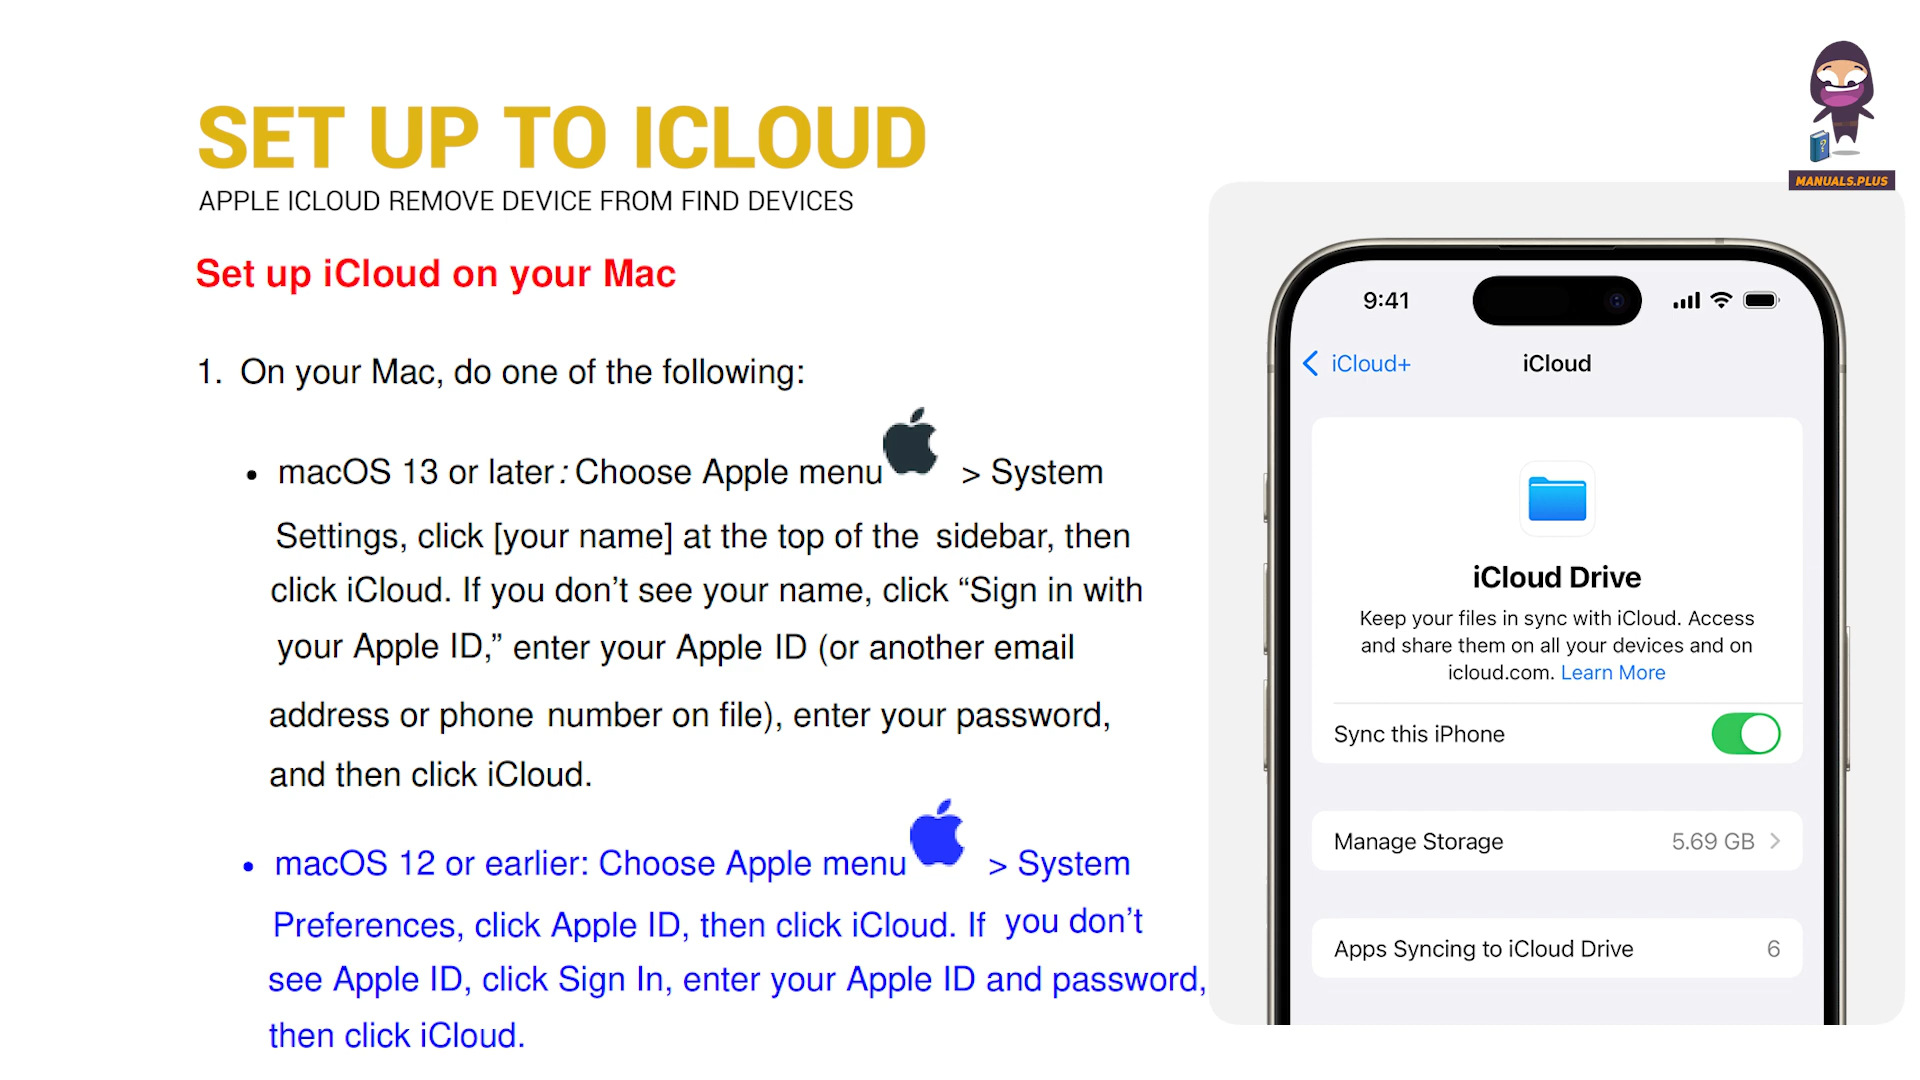 SET UP TO ICLOUD
APPLE ICLOUD REMOVE DEVICE FROM FIND DEVICES
Set up iCloud on your Mac
1. On your Mac, do one of the following:
• macOS 13 or later: Choose Apple menu > System
Settings, click [your name] at the top of the sidebar, then
click iCloud. If you don’t see your name, click “Sign in with
your Apple ID,” enter your Apple ID (or another email
address or phone number on file), enter your password,
and then click iCloud.
• macOS 12 or earlier: Choose Apple menu > System
Preferences, click Apple ID, then click iCloud. If you don’t
see Apple ID, click Sign In, enter your Apple ID and password,
then click iCloud.
?
MANUALS.PLUS
9:41
iCloud+ iCloud
iCloud Drive
Keep your files in sync with iCloud. Access
and share them on all your devices and on
icloud.com. Learn More
Sync this iPhone
Manage Storage 5.69 GB
Apps Syncing to iCloud Drive 6